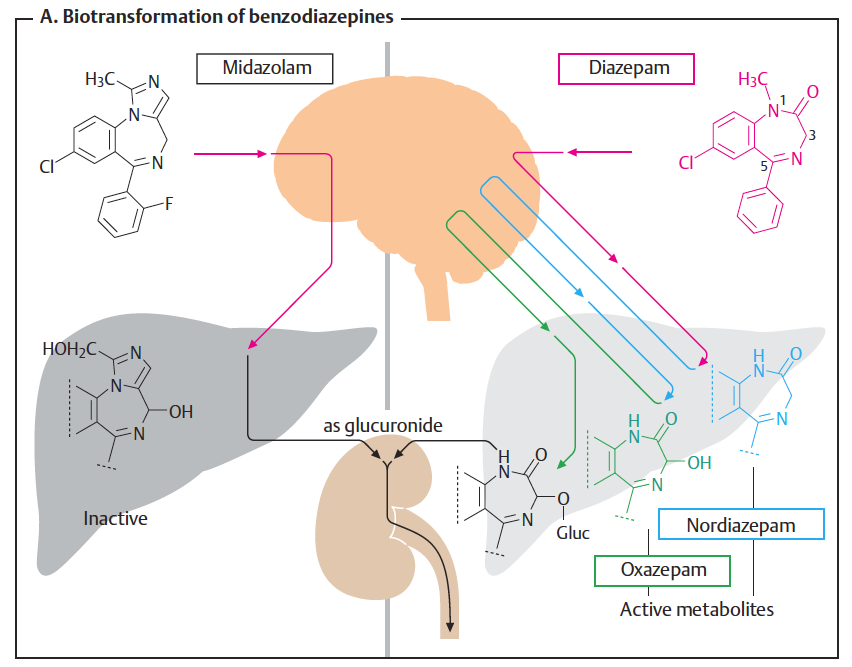 A. Biotransformation of benzodiazepines
Midazolam
Diazepam
H₃C
N
N
N
Cl
F
H₃C
N
1
O
3
N
5
Cl
HOH₂C
N
N
OH
N
Inactive
as glucuronide
H
N
O
O
N
Gluc
H
N
O
OH
N
H
N
O
N
Nordiazepam
Oxazepam
Active metabolites